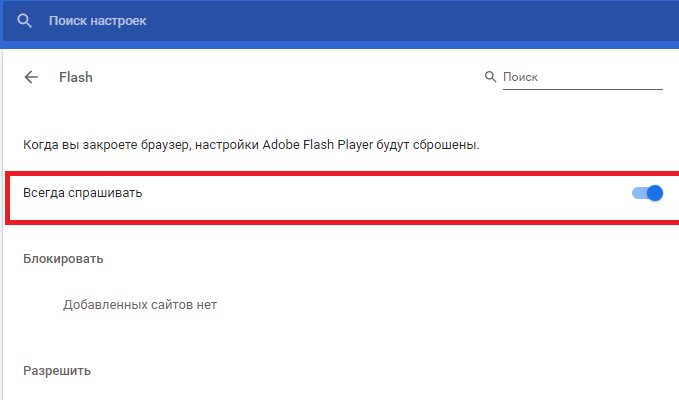 Поиск настроек
Flash
Поиск
Когда вы закроете браузер, настройки Adobe Flash Player будут сброшены.
Всегда спрашивать
Блокировать
Добавленных сайтов нет
Разрешить